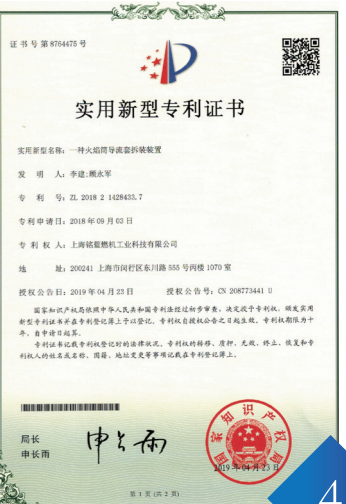 证书号第8764475号
实用新型专利证书
实用新型名称：一种火焰筒导流套拆装装置
发明人：李建;顾永军
专利号：ZL 2018 2 1428433.7
专利申请日：2018年09月03日
专利权人：上海铭蓝燃机工业科技有限公司
地址：200241 上海市闵行区东川路555号丙楼1070室
授权公告日：2019年04月23日 授权公告号：CN 208773441 U
国家知识产权局依照中华人民共和国专利法经过初步审查，决定授予专利权，颁发实用
新型专利证书并在专利登记簿上予以登记。专利权自授权公告之日起生效。专利权期限为十
年，自申请日起算。
专利证书记载专利权登记时的法律状况。专利权的转移、质押、无效、终止、恢复和专利
权人的姓名或名称、国籍、地址变更等事项记载在专利登记簿上。
局长
申长雨
申长雨
国家知识产权局
2019年04月23日
第1页(共2页)
4